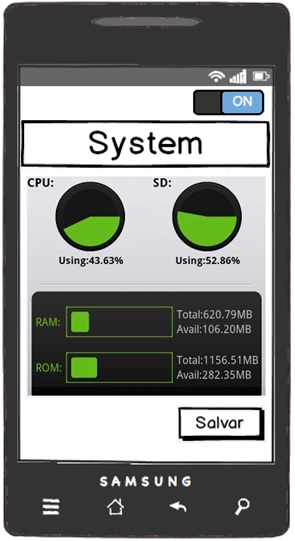 ON
System
CPU: SD:
Using:43.63% Using:52.86%
RAM: Total:620.79MB
Avail:106.20MB
ROM: Total:1156.51MB
Avail:282.35MB
Salvar
SAMSUNG